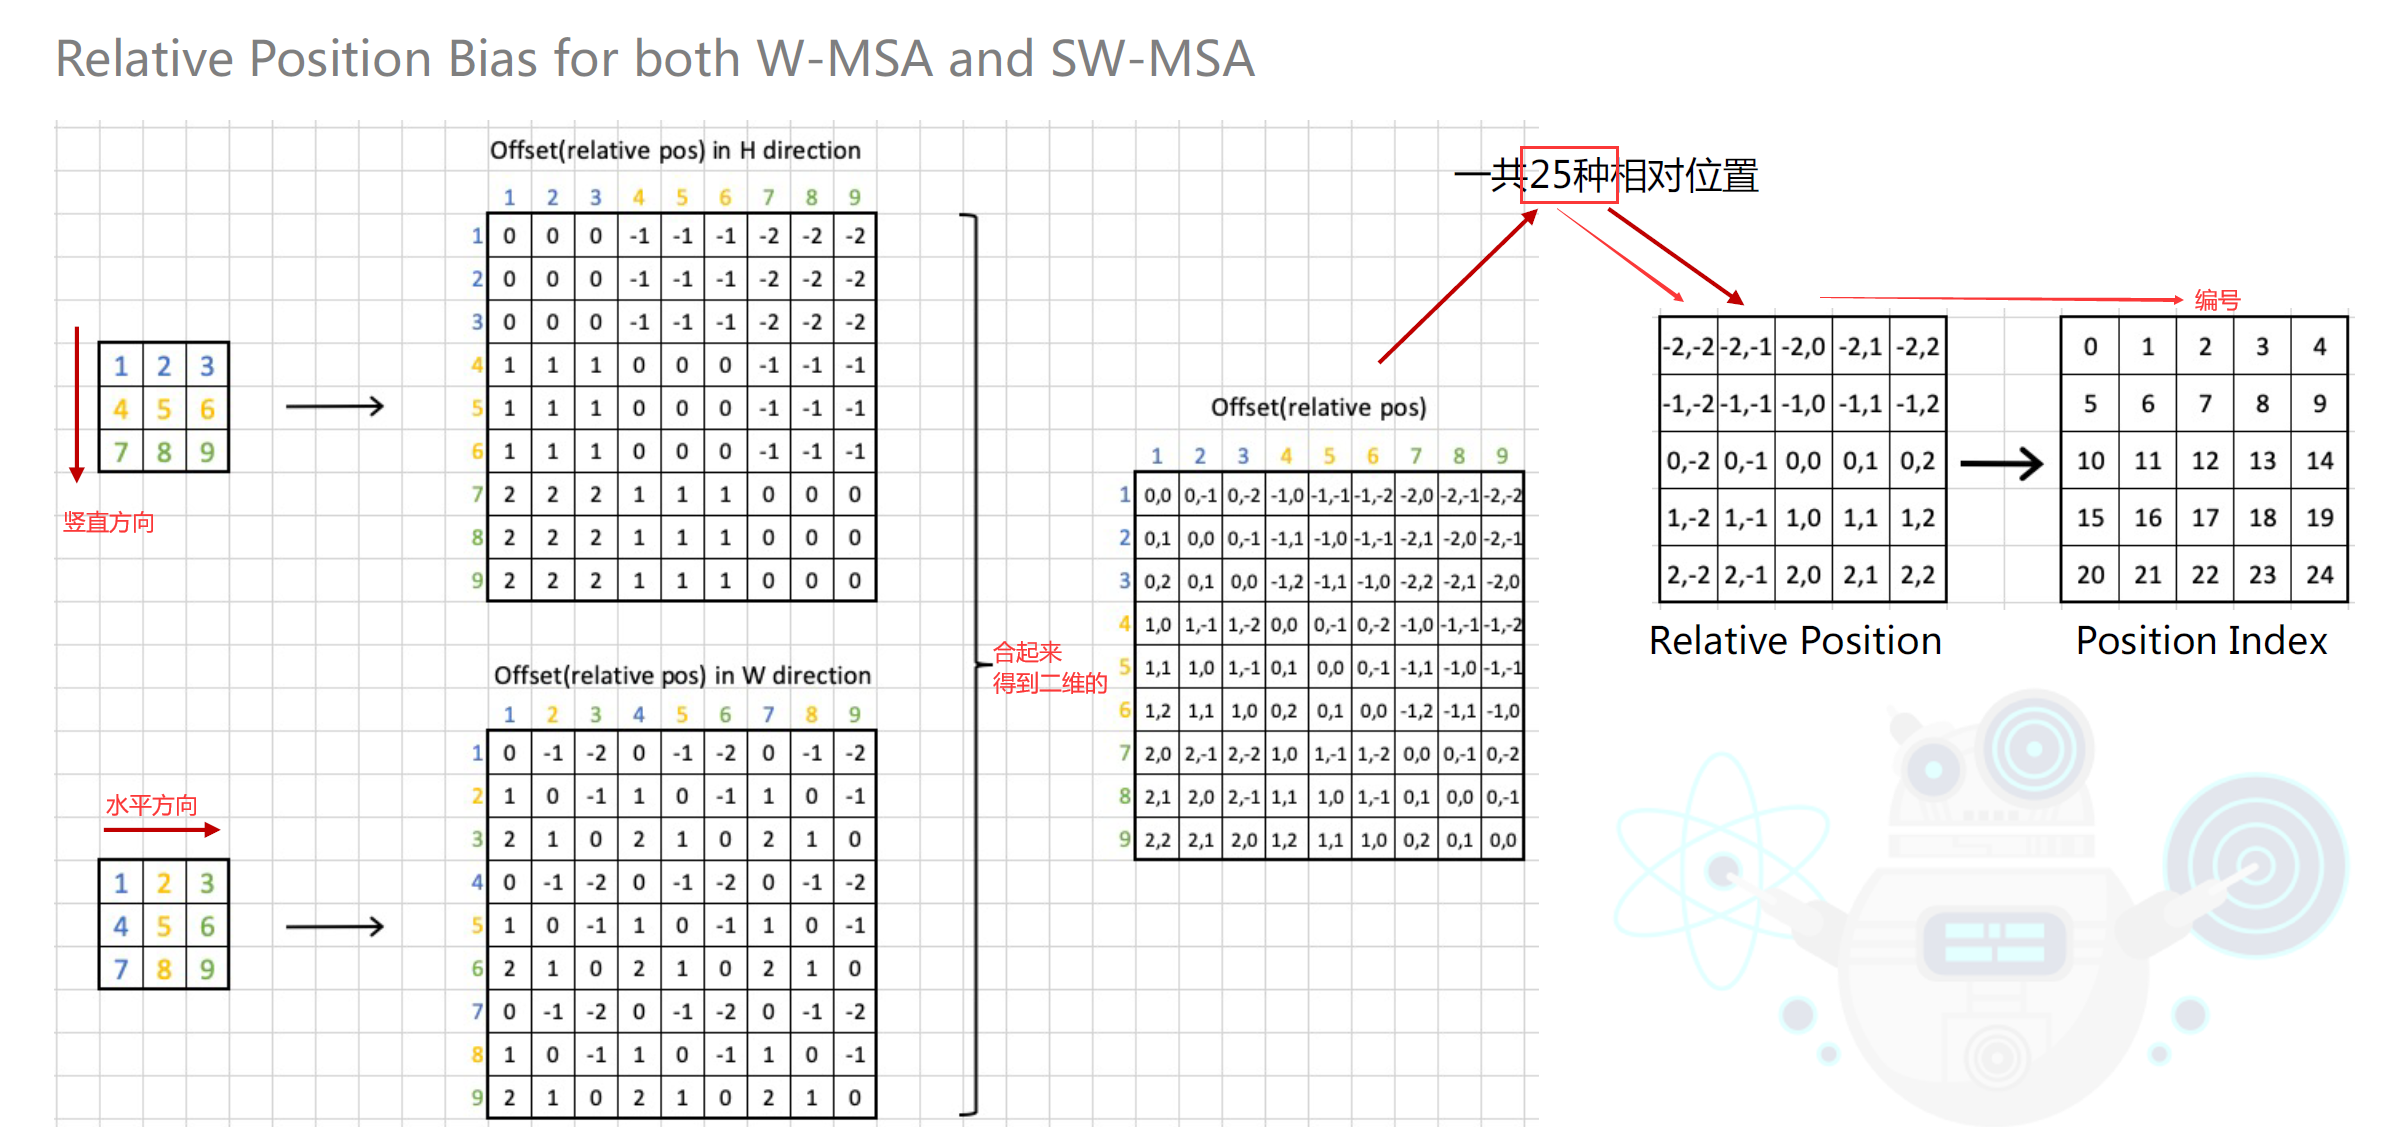 Relative Position Bias for both W-MSA and SW-MSA
Offset(relative pos) in H direction
1 2 3 4 5 6 7 8 9
1 0 0 0 -1 -1 -1 -2 -2 -2
2 0 0 0 -1 -1 -1 -2 -2 -2
3 0 0 0 -1 -1 -1 -2 -2 -2
4 1 1 1 0 0 0 -1 -1 -1
5 1 1 1 0 0 0 -1 -1 -1
6 1 1 1 0 0 0 -1 -1 -1
7 2 2 2 1 1 1 0 0 0
8 2 2 2 1 1 1 0 0 0
9 2 2 2 1 1 1 0 0 0
1 2 3
4 5 6
7 8 9
竖直方向
Offset(relative pos) in W direction
1 2 3 4 5 6 7 8 9
1 0 -1 -2 0 -1 -2 0 -1 -2
2 1 0 -1 1 0 -1 1 0 -1
3 2 1 0 2 1 0 2 1 0
4 0 -1 -2 0 -1 -2 0 -1 -2
5 1 0 -1 1 0 -1 1 0 -1
6 2 1 0 2 1 0 2 1 0
7 0 -1 -2 0 -1 -2 0 -1 -2
8 1 0 -1 1 0 -1 1 0 -1
9 2 1 0 2 1 0 2 1 0
水平方向
1 2 3
4 5 6
7 8 9
合起来
得到二维的
Offset(relative pos)
1 2 3 4 5 6 7 8 9
1 0,0 0,-1 0,-2 -1,0 -1,-1 -1,-2 -2,0 -2,-1 -2,-2
2 0,1 0,0 0,-1 -1,1 -1,0 -1,-1 -2,1 -2,0 -2,-1
3 0,2 0,1 0,0 -1,2 -1,1 -1,0 -2,2 -2,1 -2,0
4 1,0 1,-1 1,-2 0,0 0,-1 0,-2 -1,0 -1,-1 -1,-2
5 1,1 1,0 1,-1 0,1 0,0 0,-1 -1,1 -1,0 -1,-1
6 1,2 1,1 1,0 0,2 0,1 0,0 -1,2 -1,1 -1,0
7 2,0 2,-1 2,-2 1,0 1,-1 1,-2 0,0 0,-1 0,-2
8 2,1 2,0 2,-1 1,1 1,0 1,-1 0,1 0,0 0,-1
9 2,2 2,1 2,0 1,2 1,1 1,0 0,2 0,1 0,0
一共25种相对位置
编号
-2,-2 -2,-1 -2,0 -2,1 -2,2
-1,-2 -1,-1 -1,0 -1,1 -1,2
0,-2 0,-1 0,0 0,1 0,2
1,-2 1,-1 1,0 1,1 1,2
2,-2 2,-1 2,0 2,1 2,2
Relative Position
0 1 2 3 4
5 6 7 8 9
10 11 12 13 14
15 16 17 18 19
20 21 22 23 24
Position Index